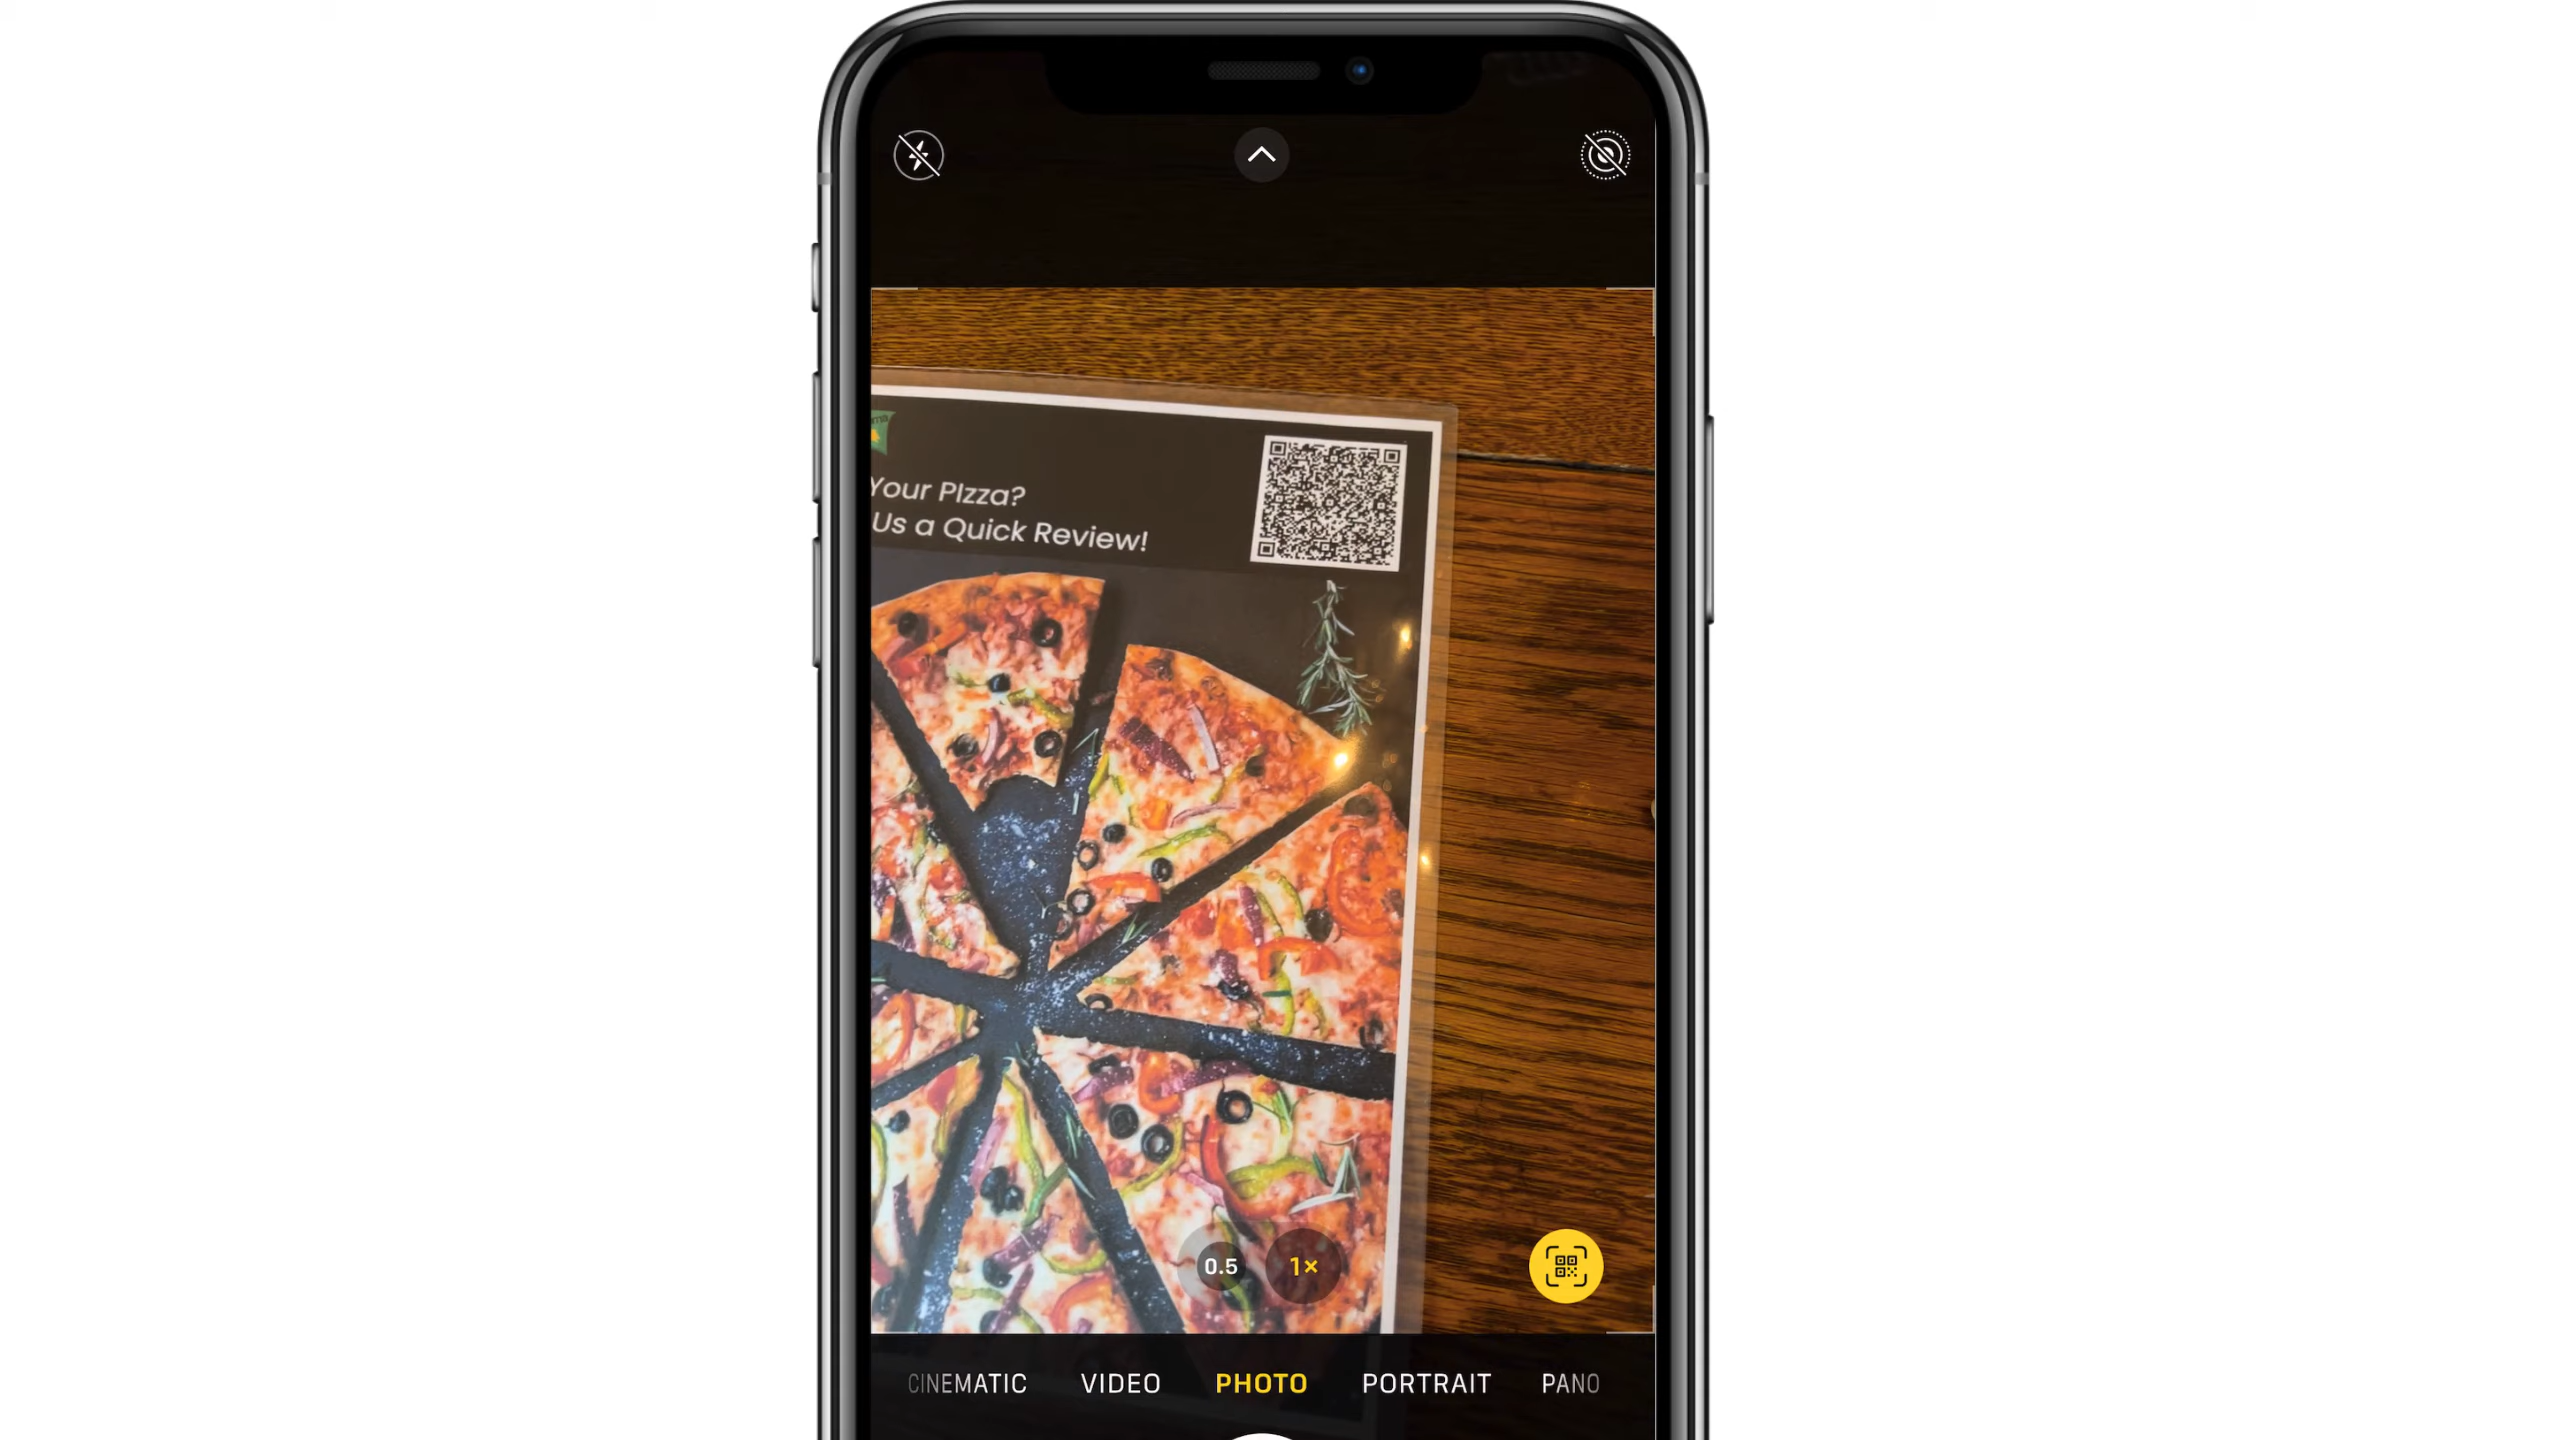 Your PIzza?
Us a Quick Review!
0.5
1×
CINEMATIC
VIDEO
PHOTO
PORTRAIT
PANO